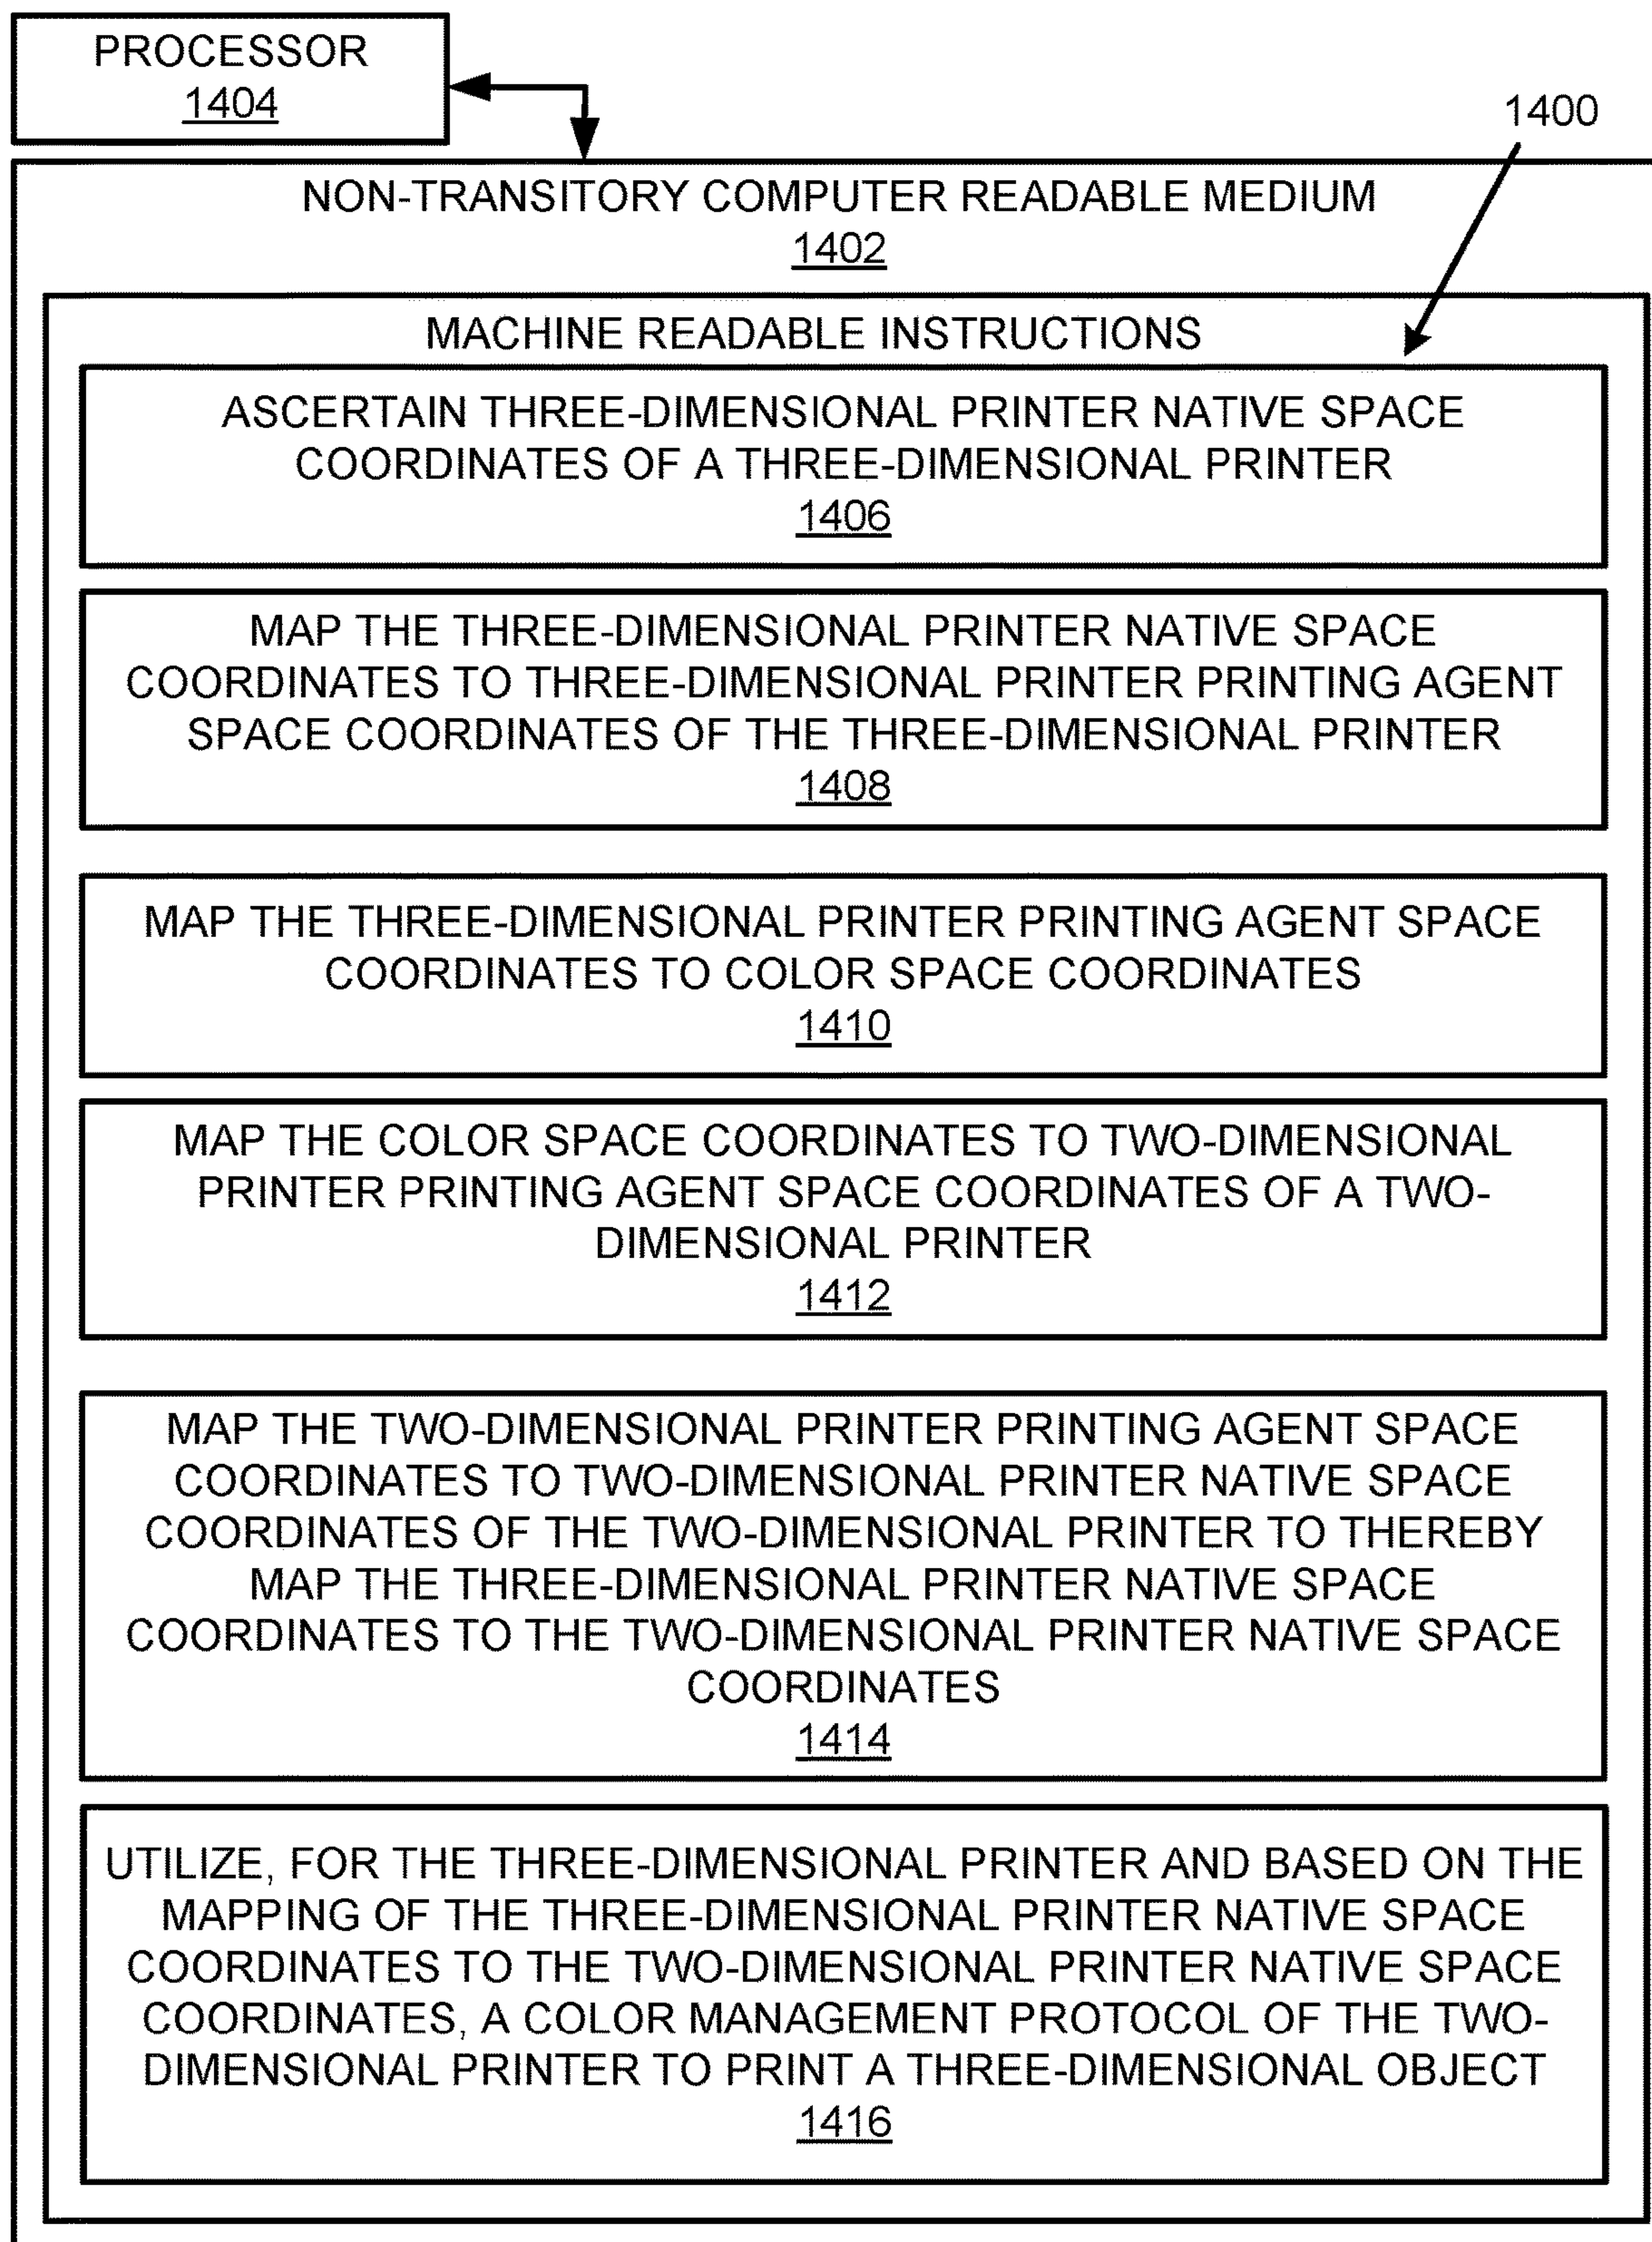 PROCESSOR
1404
1400
NON-TRANSITORY COMPUTER READABLE MEDIUM
1402
MACHINE READABLE INSTRUCTIONS
ASCERTAIN THREE-DIMENSIONAL PRINTER NATIVE SPACE
COORDINATES OF A THREE-DIMENSIONAL PRINTER
1406
MAP THE THREE-DIMENSIONAL PRINTER NATIVE SPACE
COORDINATES TO THREE-DIMENSIONAL PRINTER PRINTING AGENT
SPACE COORDINATES OF THE THREE-DIMENSIONAL PRINTER
1408
MAP THE THREE-DIMENSIONAL PRINTER PRINTING AGENT SPACE
COORDINATES TO COLOR SPACE COORDINATES
1410
MAP THE COLOR SPACE COORDINATES TO TWO-DIMENSIONAL
PRINTER PRINTING AGENT SPACE COORDINATES OF A TWO-
DIMENSIONAL PRINTER
1412
MAP THE TWO-DIMENSIONAL PRINTER PRINTING AGENT SPACE
COORDINATES TO TWO-DIMENSIONAL PRINTER NATIVE SPACE
COORDINATES OF THE TWO-DIMENSIONAL PRINTER TO THEREBY
MAP THE THREE-DIMENSIONAL PRINTER NATIVE SPACE
COORDINATES TO THE TWO-DIMENSIONAL PRINTER NATIVE SPACE
COORDINATES
1414
UTILIZE, FOR THE THREE-DIMENSIONAL PRINTER AND BASED ON THE
MAPPING OF THE THREE-DIMENSIONAL PRINTER NATIVE SPACE
COORDINATES TO THE TWO-DIMENSIONAL PRINTER NATIVE SPACE
COORDINATES, A COLOR MANAGEMENT PROTOCOL OF THE TWO-
DIMENSIONAL PRINTER TO PRINT A THREE-DIMENSIONAL OBJECT
1416